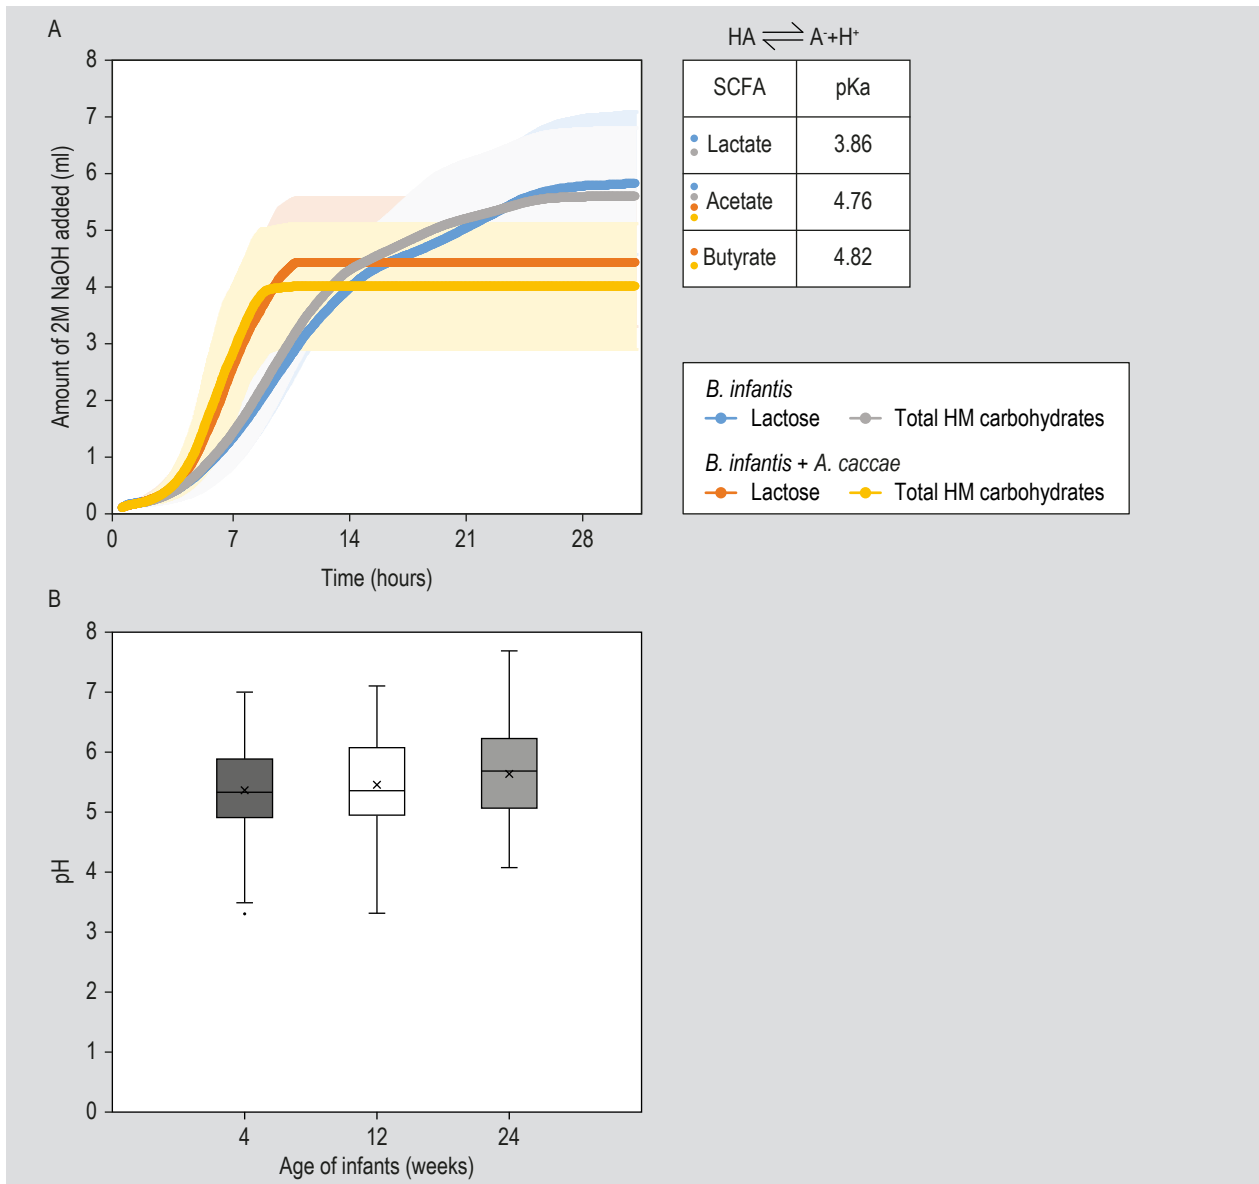 A
8
7
6
5
4
3
2
1
0
Amount of 2M NaOH added (ml)
0 7 14 21 28
Time (hours)
HA ⇌ A⁻+H⁺
SCFA pKa
Lactate 3.86
Acetate 4.76
Butyrate 4.82
B. infantis
Lactose Total HM carbohydrates
B. infantis + A. caccae
Lactose Total HM carbohydrates
B
8
7
6
5
4
3
2
1
0
pH
4 12 24
Age of infants (weeks)